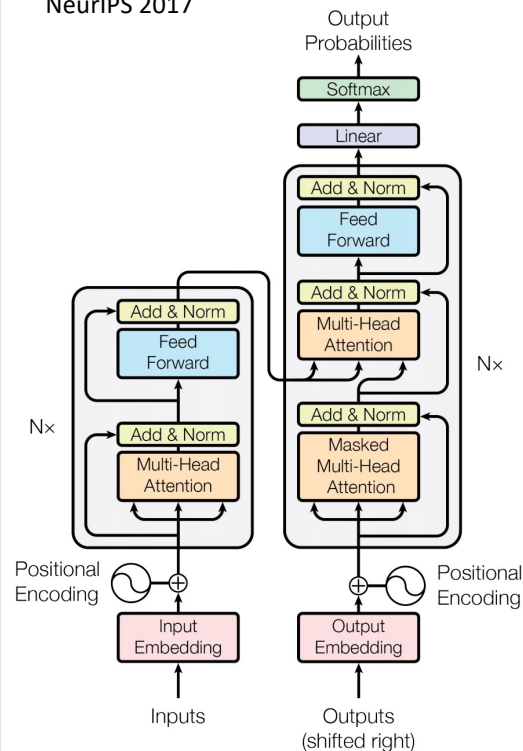 NeurIPS 2017
Output
Probabilities
Softmax
Linear
Add & Norm
Feed
Forward
Add & Norm
Multi-Head
Attention
Nx
Add & Norm
Masked
Multi-Head
Attention
Positional
Encoding
Output
Embedding
Outputs
(shifted right)
Add & Norm
Feed
Forward
Nx
Add & Norm
Multi-Head
Attention
Positional
Encoding
Input
Embedding
Inputs